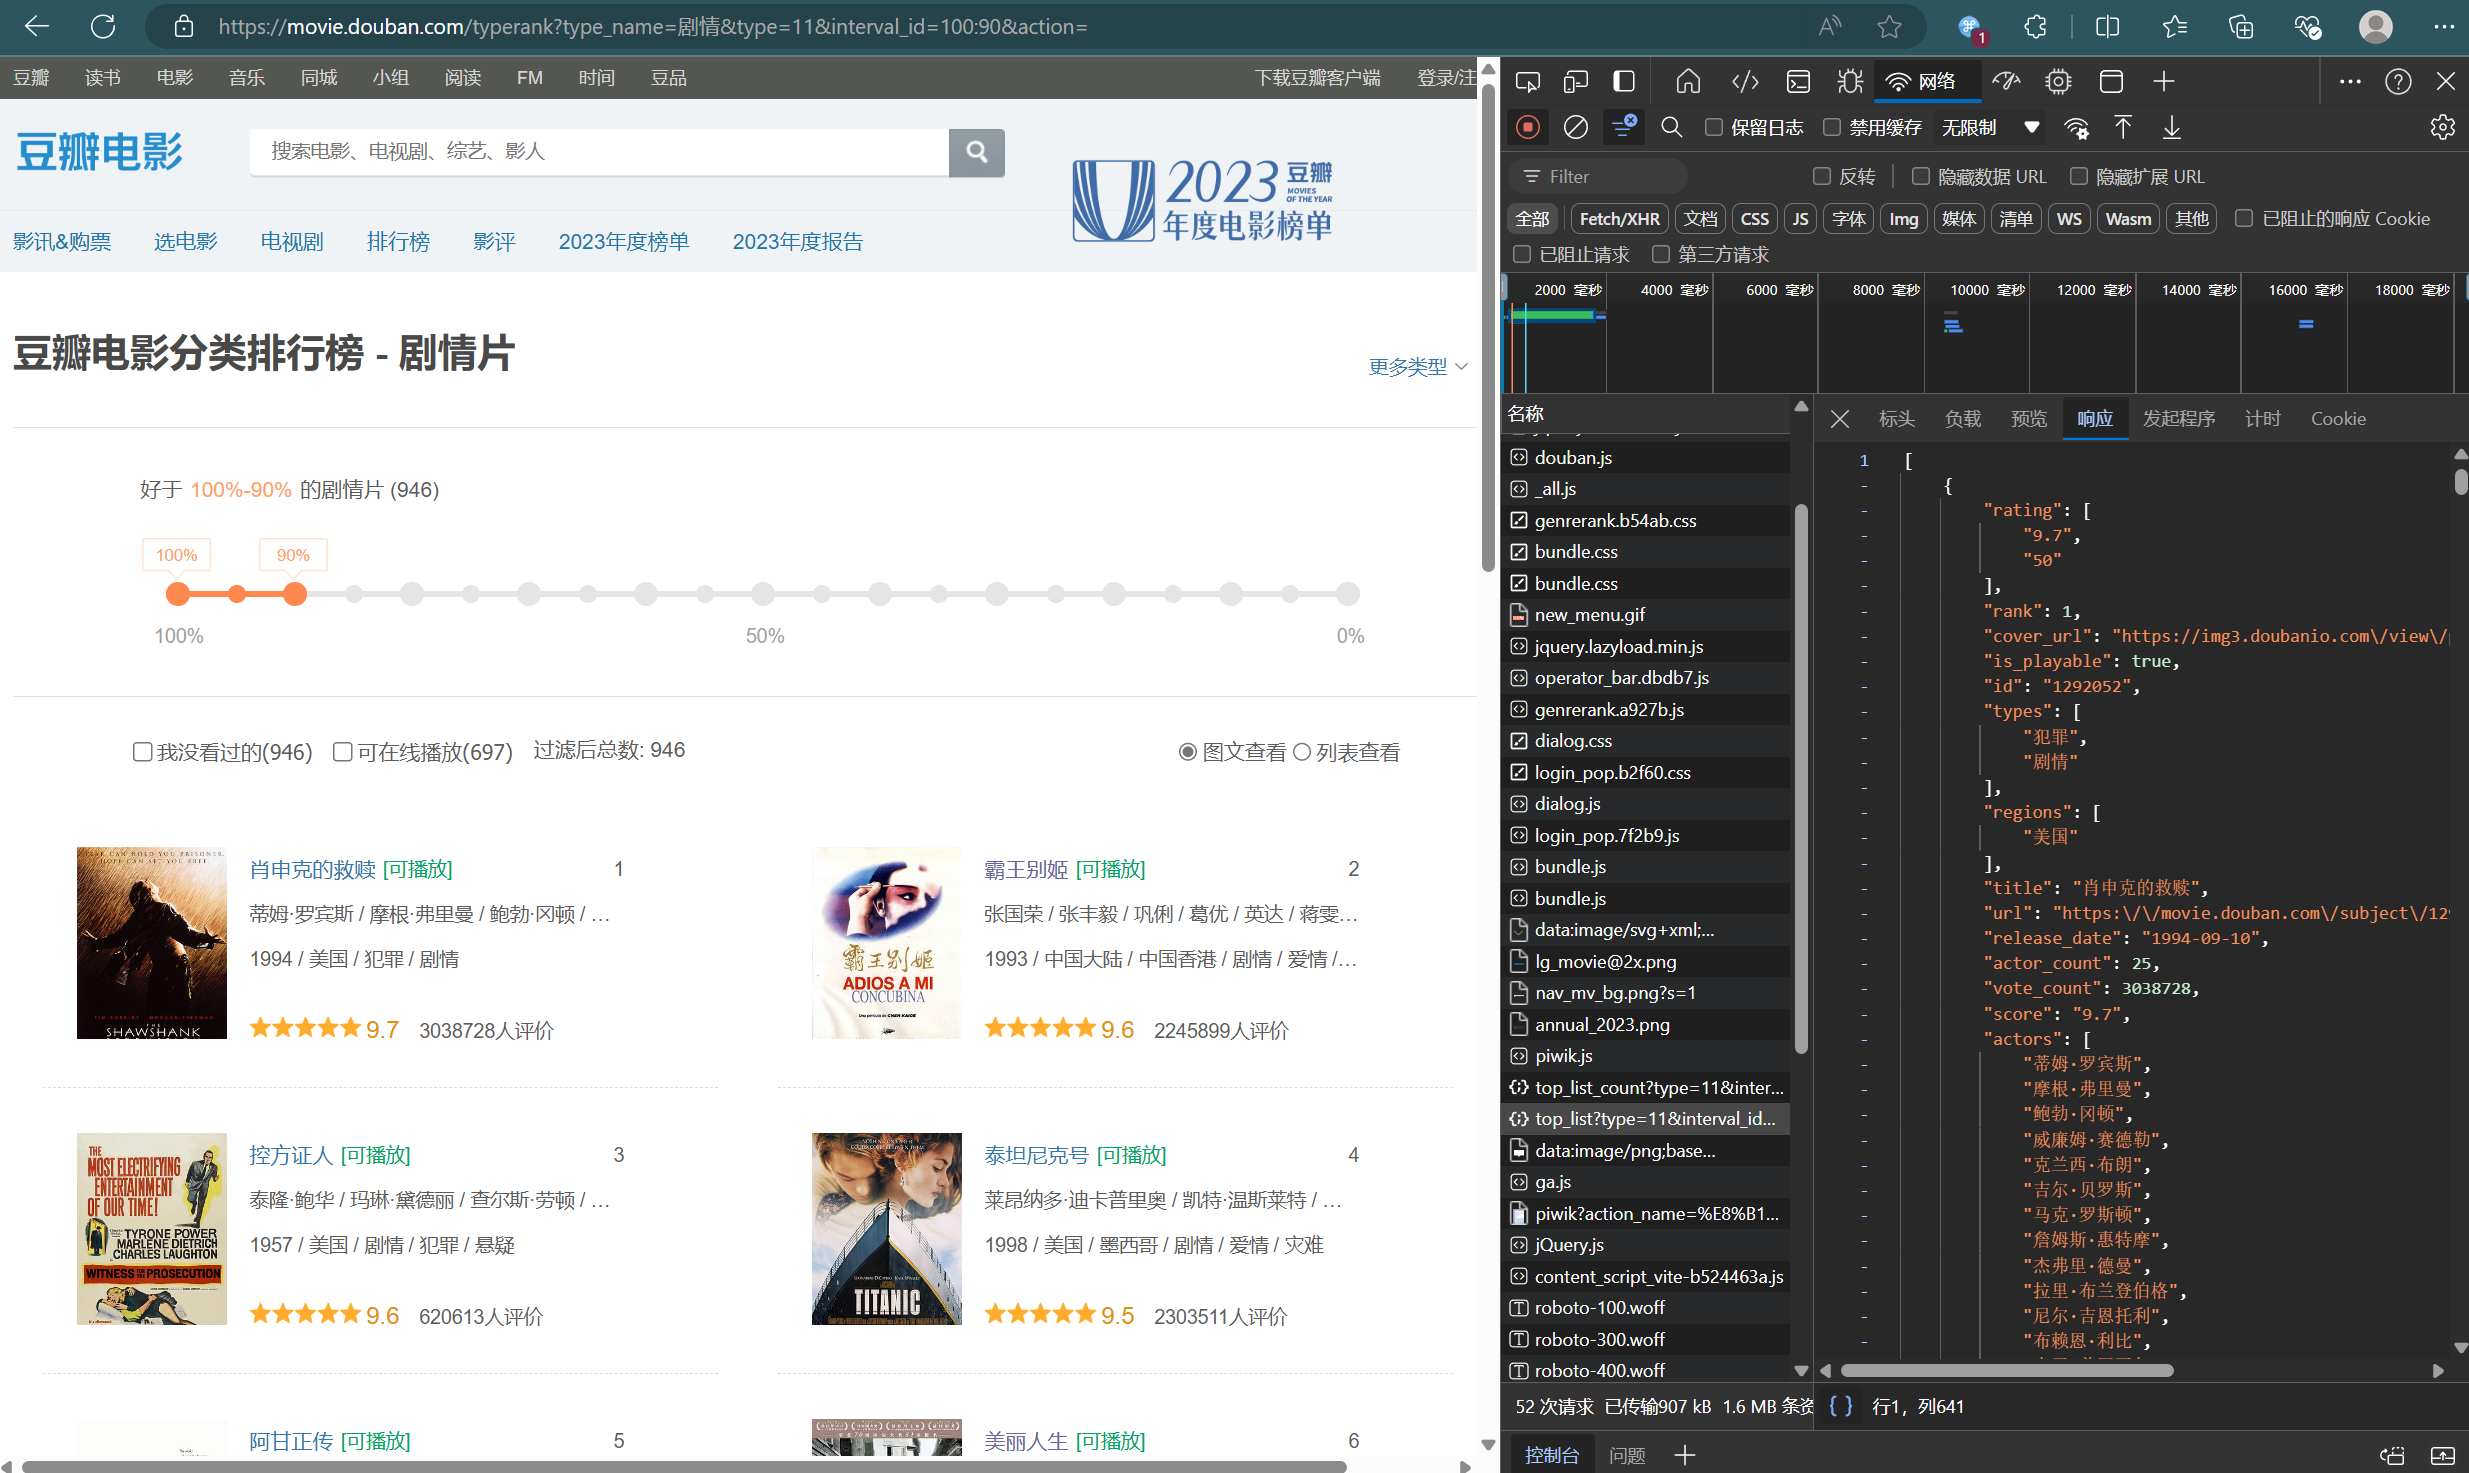 https://movie.douban.com/typerank?type_name=剧情&type=11&interval_id=100:90&action=
1
豆瓣 读书 电影 音乐 同城 小组 阅读 FM 时间 豆品 下载豆瓣客户端 登录/注
豆瓣电影
搜索电影、电视剧、综艺、影人
2023 豆瓣
MOVIES
OF THE YEAR
年度电影榜单
影讯&购票 选电影 电视剧 排行榜 影评 2023年度榜单 2023年度报告
豆瓣电影分类排行榜 - 剧情片
更多类型
好于 100%-90% 的剧情片 (946)
100% 90%
100% 50% 0%
我没看过的(946) 可在线播放(697) 过滤后总数: 946 图文查看 列表查看
肖申克的救赎 [可播放] 1
蒂姆·罗宾斯 / 摩根·弗里曼 / 鲍勃·冈顿 / …
1994 / 美国 / 犯罪 / 剧情
9.7 3038728人评价
THE
SHAWSHANK
霸王别姬 [可播放] 2
张国荣 / 张丰毅 / 巩俐 / 葛优 / 英达 / 蒋雯…
1993 / 中国大陆 / 中国香港 / 剧情 / 爱情 /…
9.6 2245899人评价
霸王别姬
ADIOS A MI
CONCUBINA
控方证人 [可播放] 3
泰隆·鲍华 / 玛琳·黛德丽 / 查尔斯·劳顿 / …
1957 / 美国 / 剧情 / 犯罪 / 悬疑
9.6 620613人评价
THE
MOST ELECTRIFYING
ENTERTAINMENT
OF OUR TIME!
TYRONE POWER
MARLENE DIETRICH
CHARLES LAUGHTON
WITNESS FOR THE PROSECUTION
泰坦尼克号 [可播放] 4
莱昂纳多·迪卡普里奥 / 凯特·温斯莱特 / …
1998 / 美国 / 墨西哥 / 剧情 / 爱情 / 灾难
9.5 2303511人评价
TITANIC
阿甘正传 [可播放] 5
美丽人生 [可播放] 6
网络
保留日志 禁用缓存 无限制
Filter 反转 隐藏数据 URL 隐藏扩展 URL
全部 Fetch/XHR 文档 CSS JS 字体 Img 媒体 清单 WS Wasm 其他 已阻止的响应 Cookie
已阻止请求 第三方请求
2000 毫秒 4000 毫秒 6000 毫秒 8000 毫秒 10000 毫秒 12000 毫秒 14000 毫秒 16000 毫秒 18000 毫秒
名称
douban.js
_all.js
genrerank.b54ab.css
bundle.css
bundle.css
new_menu.gif
jquery.lazyload.min.js
operator_bar.dbdb7.js
genrerank.a927b.js
dialog.css
login_pop.b2f60.css
dialog.js
login_pop.7f2b9.js
bundle.js
bundle.js
data:image/svg+xml;...
lg_movie@2x.png
nav_mv_bg.png?s=1
annual_2023.png
piwik.js
top_list_count?type=11&inter...
top_list?type=11&interval_id...
data:image/png;base...
ga.js
piwik?action_name=%E8%B1...
jQuery.js
content_script_vite-b524463a.js
roboto-100.woff
roboto-300.woff
roboto-400.woff
52 次请求 已传输907 kB 1.6 MB 条资
标头 负载 预览 响应 发起程序 计时 Cookie
1 [
- {
- "rating": [
- "9.7",
- "50"
- ],
- "rank": 1,
- "cover_url": "https://img3.doubanio.com\/view\/
- "is_playable": true,
- "id": "1292052",
- "types": [
- "犯罪",
- "剧情"
- ],
- "regions": [
- "美国"
- ],
- "title": "肖申克的救赎",
- "url": "https:\/\/movie.douban.com\/subject\/129
- "release_date": "1994-09-10",
- "actor_count": 25,
- "vote_count": 3038728,
- "score": "9.7",
- "actors": [
- "蒂姆·罗宾斯",
- "摩根·弗里曼",
- "鲍勃·冈顿",
- "威廉姆·赛德勒",
- "克兰西·布朗",
- "吉尔·贝罗斯",
- "马克·罗斯顿",
- "詹姆斯·惠特摩",
- "杰弗里·德曼",
- "拉里·布兰登伯格",
- "尼尔·吉恩托利",
- "布赖恩·利比",
{ } 行1，列641
控制台 问题